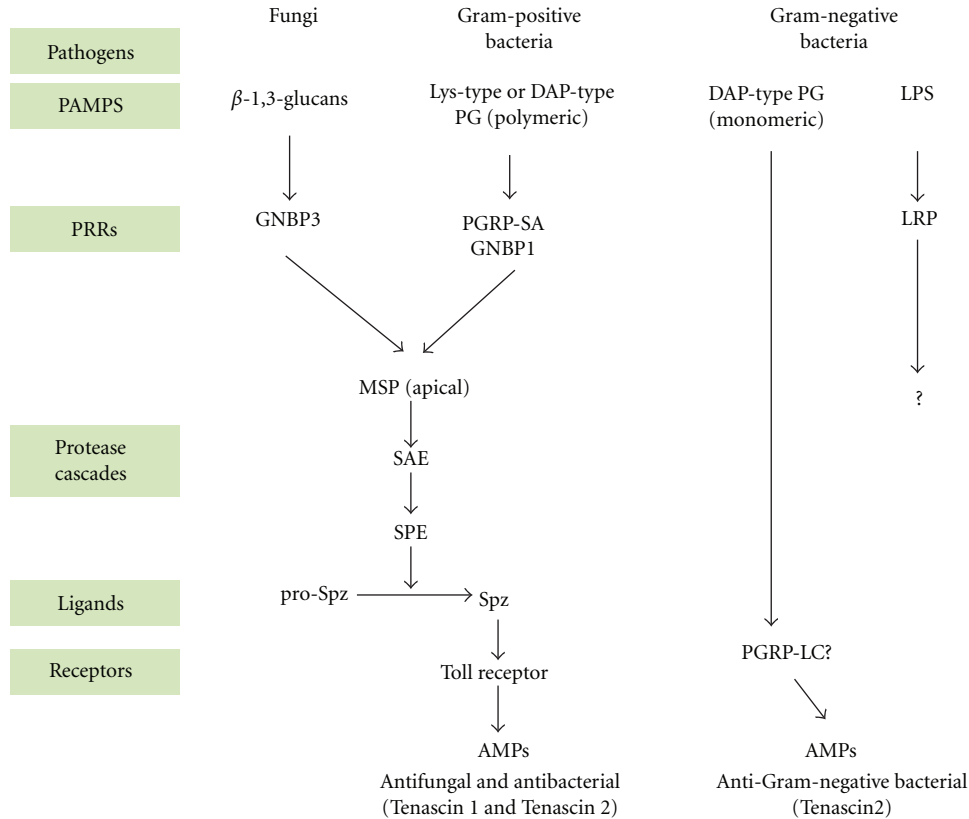 Fungi
Gram-positive
bacteria
Gram-negative
bacteria
Pathogens
PAMPS
β-1,3-glucans
Lys-type or DAP-type
PG (polymeric)
DAP-type PG
(monomeric)
LPS
PRRs
GNBP3
PGRP-SA
GNBP1
LRP
MSP (apical)
?
Protease
cascades
SAE
SPE
Ligands
pro-Spz
Spz
Receptors
Toll receptor
PGRP-LC?
AMPs
Antifungal and antibacterial
(Tenascin 1 and Tenascin 2)
AMPs
Anti-Gram-negative bacterial
(Tenascin2)